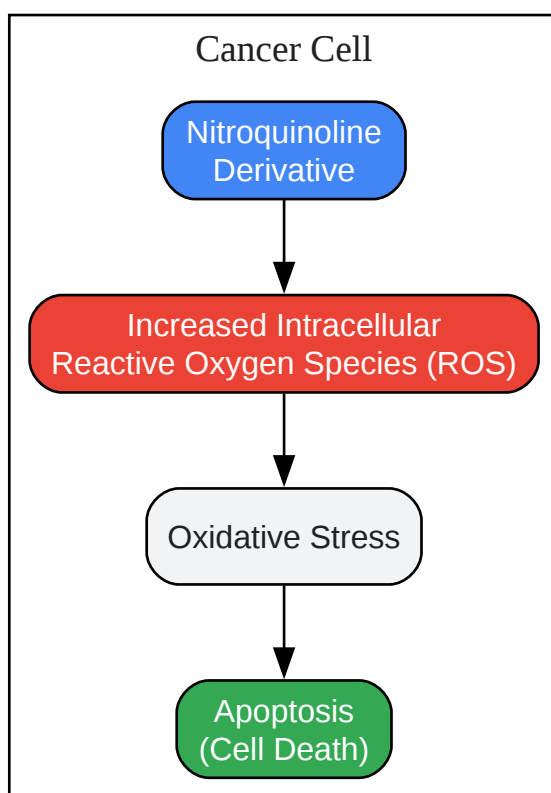 Cancer Cell
Nitroquinoline
Derivative
Increased Intracellular
Reactive Oxygen Species (ROS)
Oxidative Stress
Apoptosis
(Cell Death)